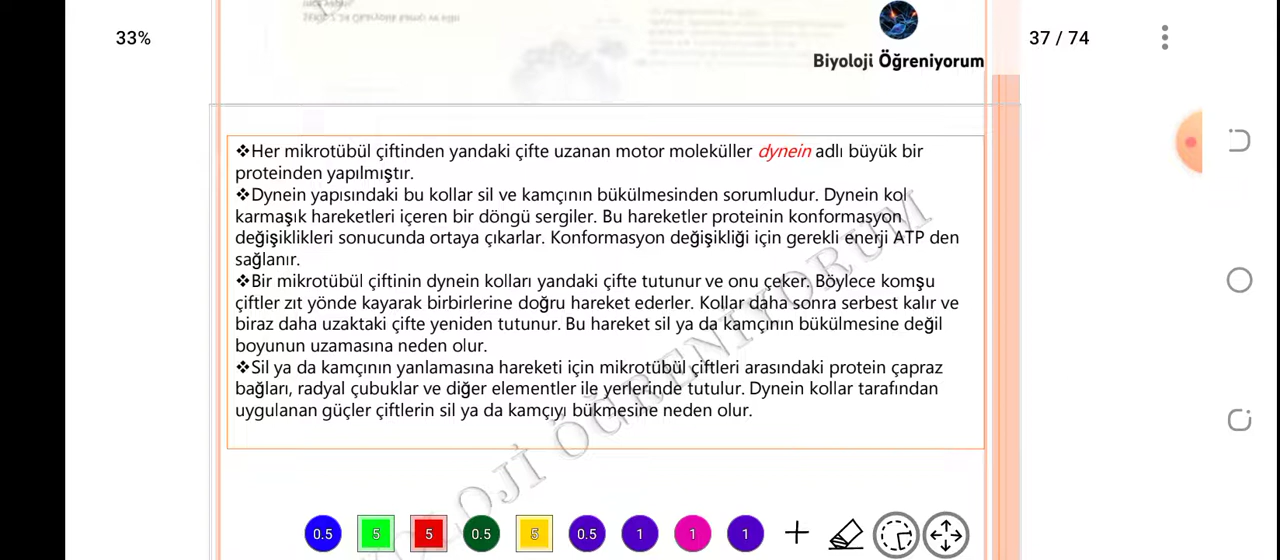 33%
37 / 74
Biyoloji Öğreniyorum
❖Her mikrotübül çiftinden yandaki çifte uzanan motor moleküller dynein adlı büyük bir
proteinden yapılmıştır.
❖Dynein yapısındaki bu kollar sil ve kamçının bükülmesinden sorumludur. Dynein kol
karmaşık hareketleri içeren bir döngü sergiler. Bu hareketler proteinin konformasyon
değişiklikleri sonucunda ortaya çıkarlar. Konformasyon değişikliği için gerekli enerji ATP den
sağlanır.
❖Bir mikrotübül çiftinin dynein kolları yandaki çifte tutunur ve onu çeker. Böylece komşu
çiftler zıt yönde kayarak birbirlerine doğru hareket ederler. Kollar daha sonra serbest kalır ve
biraz daha uzaktaki çifte yeniden tutunur. Bu hareket sil ya da kamçının bükülmesine değil
boyunun uzamasına neden olur.
❖Sil ya da kamçının yanlamasına hareketi için mikrotübül çiftleri arasındaki protein çapraz
bağları, radyal çubuklar ve diğer elementler ile yerlerinde tutulur. Dynein kollar tarafından
uygulanan güçler çiftlerin sil ya da kamçıyı bükmesine neden olur.
OLOJİ ÖĞRENİYORUM
0.5 5 5 0.5 5 0.5 1 1 1